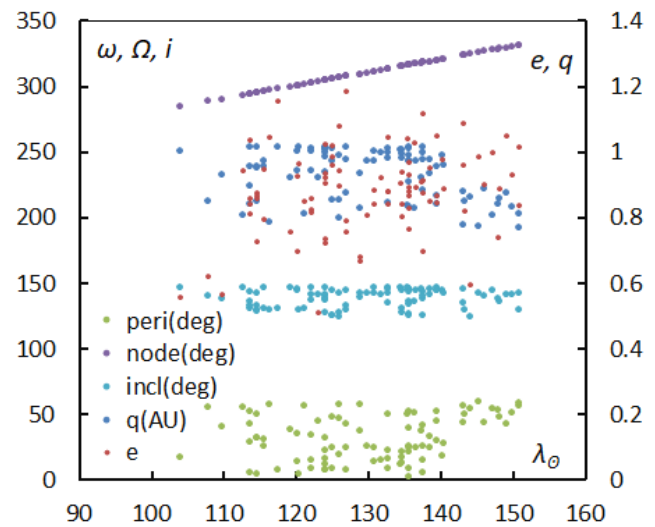 350
300
250
200
150
100
50
0
ω, Ω, i
e, q
1.4
1.2
1
0.8
0.6
0.4
0.2
0
peri(deg)
node(deg)
incl(deg)
q(AU)
e
λ☉
90 100 110 120 130 140 150 160